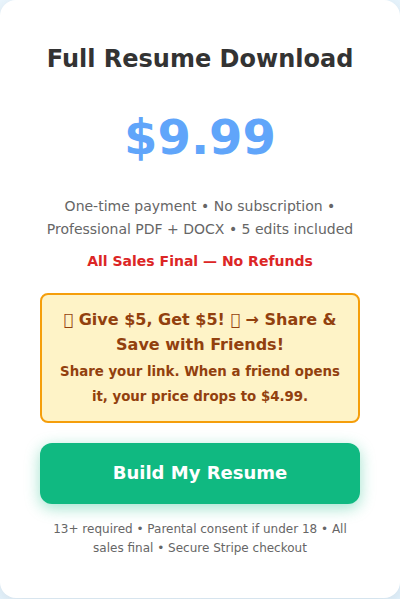 Full Resume Download
$9.99
One-time payment • No subscription •
Professional PDF + DOCX • 5 edits included
All Sales Final — No Refunds
Give $5, Get $5! → Share &
Save with Friends!
Share your link. When a friend opens
it, your price drops to $4.99.
Build My Resume
13+ required • Parental consent if under 18 • All
sales final • Secure Stripe checkout